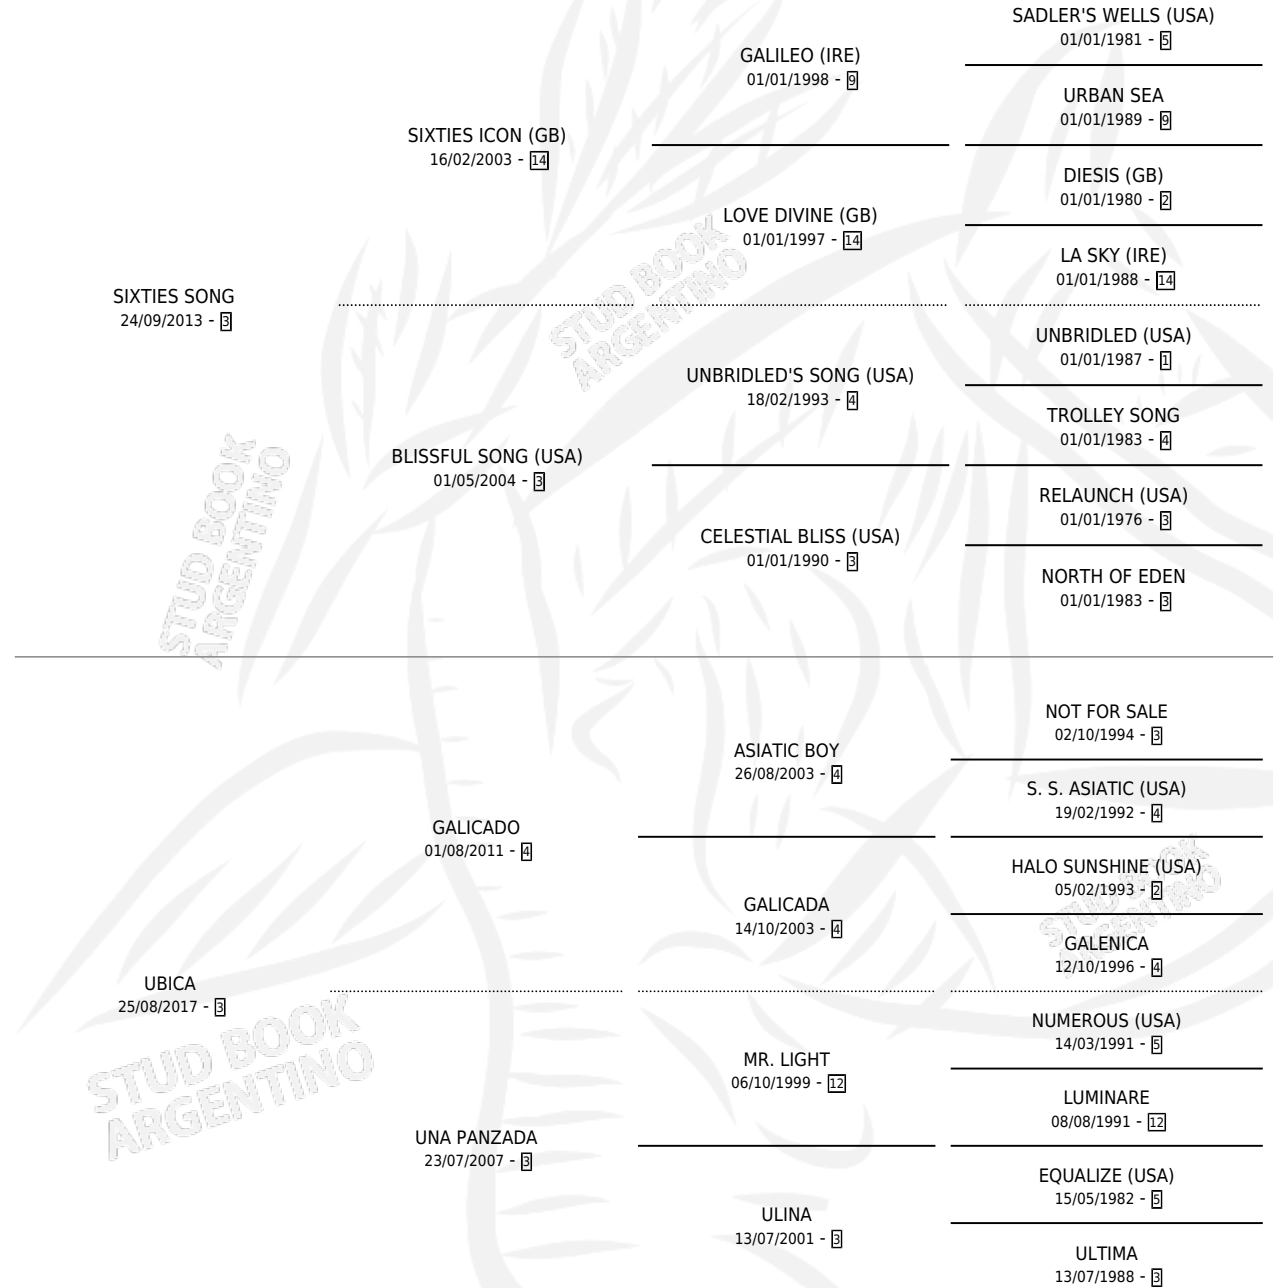 SADLER'S WELLS (USA)
01/01/1981 - 5
GALILEO (IRE)
01/01/1998 - 9
URBAN SEA
01/01/1989 - 9
SIXTIES ICON (GB)
16/02/2003 - 14
DIESIS (GB)
01/01/1980 - 2
LOVE DIVINE (GB)
01/01/1997 - 14
LA SKY (IRE)
01/01/1988 - 14
SIXTIES SONG
24/09/2013 - 3
STUD BOOK
ARGENTINO
UNBRIDLED (USA)
01/01/1987 - 1
UNBRIDLED'S SONG (USA)
18/02/1993 - 4
TROLLEY SONG
01/01/1983 - 4
BLISSFUL SONG (USA)
01/05/2004 - 3
RELAUNCH (USA)
01/01/1976 - 3
CELESTIAL BLISS (USA)
01/01/1990 - 3
NORTH OF EDEN
01/01/1983 - 3
STUD BOOK
ARGENTINO
NOT FOR SALE
02/10/1994 - 3
ASIATIC BOY
26/08/2003 - 4
S. S. ASIATIC (USA)
19/02/1992 - 4
GALICADO
01/08/2011 - 4
HALO SUNSHINE (USA)
05/02/1993 - 2
GALICADA
14/10/2003 - 4
STUD BOOK
ARGENTINO
GALENICA
12/10/1996 - 4
UBICA
25/08/2017 - 3
NUMEROUS (USA)
14/03/1991 - 5
MR. LIGHT
06/10/1999 - 12
STUD BOOK
ARGENTINO
LUMINARE
08/08/1991 - 12
UNA PANZADA
23/07/2007 - 3
EQUALIZE (USA)
15/05/1982 - 5
ULINA
13/07/2001 - 3
ULTIMA
13/07/1988 - 3